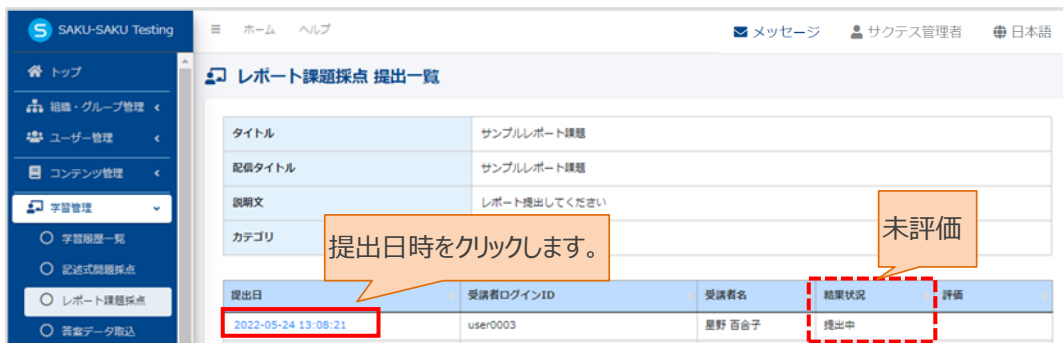 S SAKU-SAKU Testing
ホーム ヘルプ
メッセージ サクテス管理者 日本語
トップ
組織・グループ管理
ユーザー管理
コンテンツ管理
学習管理
学習履歴一覧
記述式問題採点
レポート課題採点
答案データ取込
レポート課題採点 提出一覧
タイトル サンプルレポート課題
配信タイトル サンプルレポート課題
説明文 レポート提出してください
カテゴリ
提出日時をクリックします。
未評価
提出日 受講者ログインID 受講者名 結果状況 評価
2022-05-24 13:08:21 user0003 星野 百合子 提出中